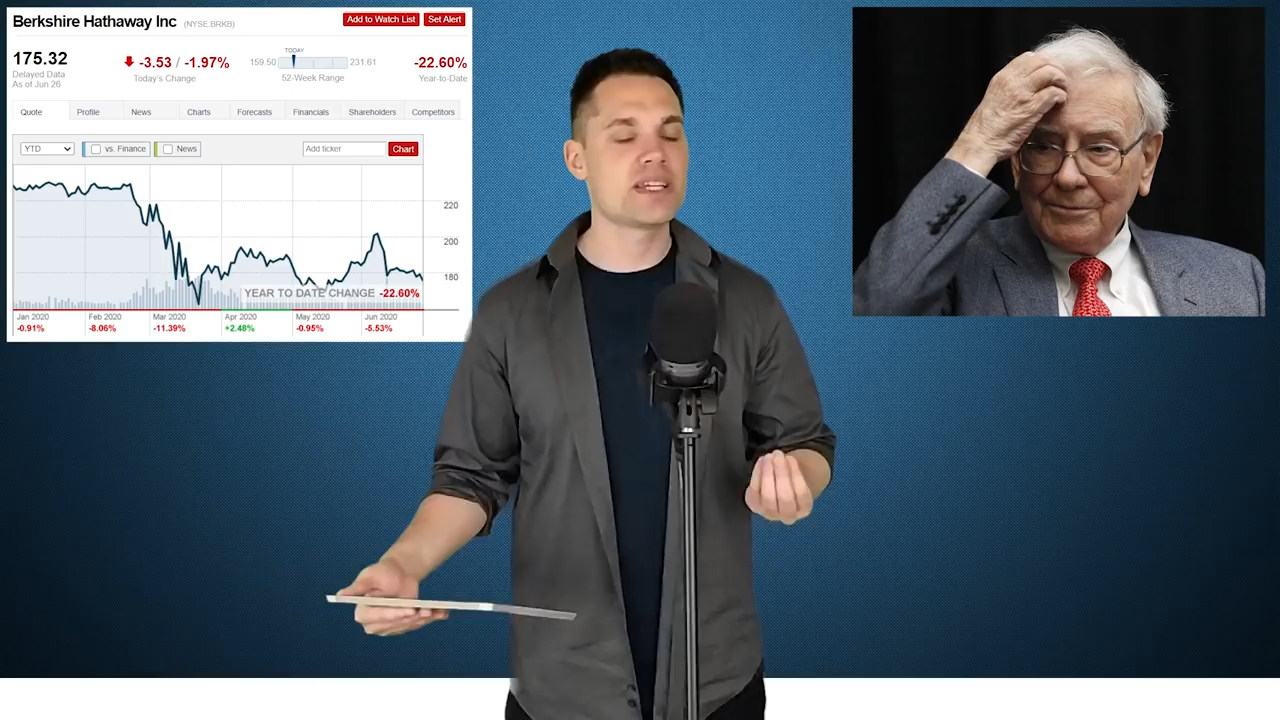 Berkshire Hathaway Inc (NYSE:BRKB)
Add to Watch List
Set Alert
175.32
Delayed Data
As of Jun 26
-3.53 / -1.97%
Today's Change
TODAY
159.50
231.61
52-Week Range
-22.60%
Year-to-Date
Quote Profile News Charts Forecasts Financials Shareholders Competitors
YTD vs. Finance News Add ticker Chart
220
200
180
YEAR TO DATE CHANGE -22.60%
Jan 2020 Feb 2020 Mar 2020 Apr 2020 May 2020 Jun 2020
-0.91% -8.06% -11.39% +2.48% -0.95% -5.53%